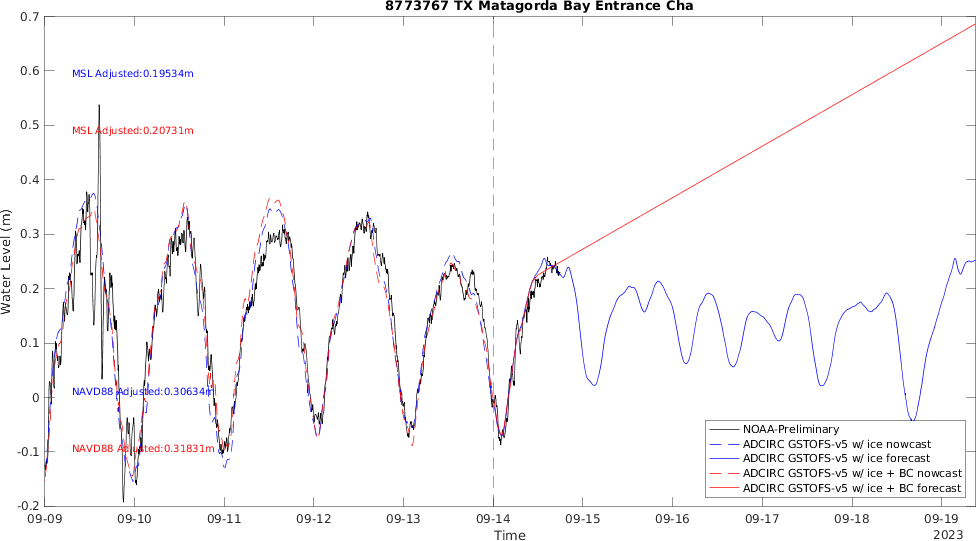 8773767 TX Matagorda Bay Entrance Cha
0.7
0.6
0.5
0.4
0.3
0.2
0.1
0
-0.1
-0.2
Water Level (m)
MSL Adjusted:0.19534m
MSL Adjusted:0.20731m
NAVD88 Adjusted:0.30634m
NAVD88 Adjusted:0.31831m
NOAA-Preliminary
ADCIRC GSTOFS-v5 w/ ice nowcast
ADCIRC GSTOFS-v5 w/ ice forecast
ADCIRC GSTOFS-v5 w/ ice + BC nowcast
ADCIRC GSTOFS-v5 w/ ice + BC forecast
09-09 09-10 09-11 09-12 09-13 09-14 09-15 09-16 09-17 09-18 09-19
Time
2023